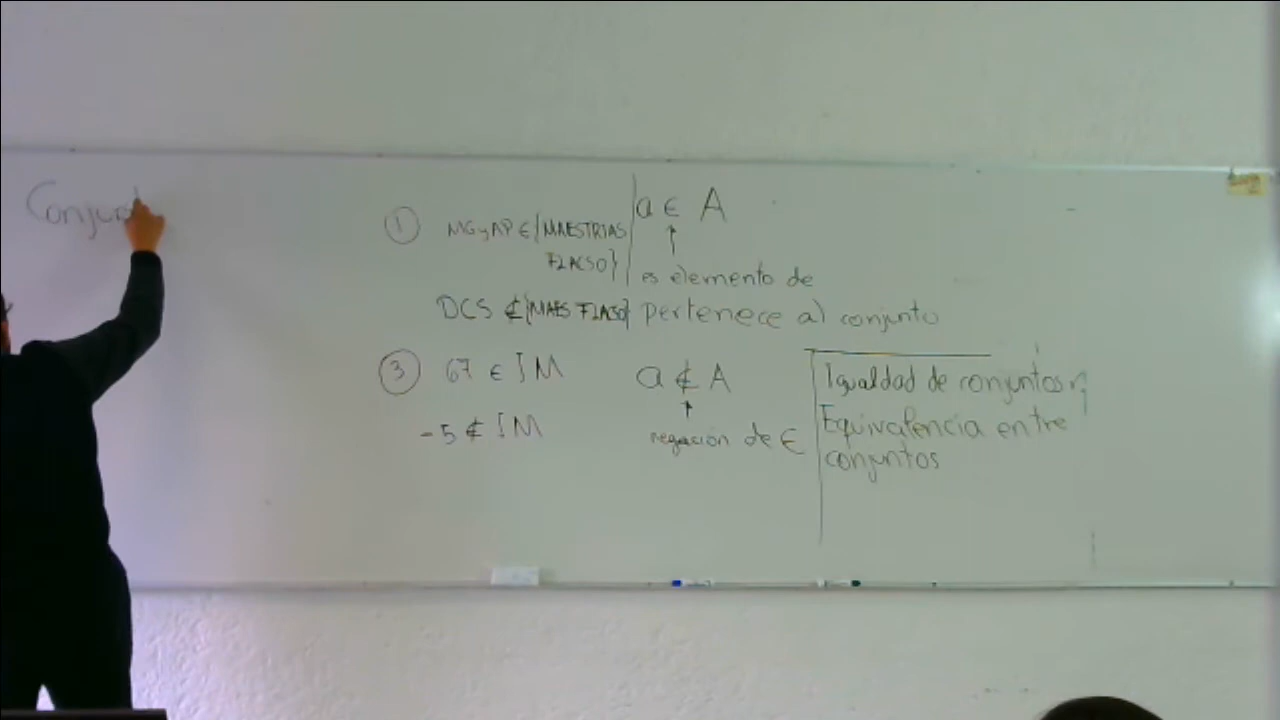 Conjunt
① MGyAP ∈ {MAESTRIAS
FLACSO}
DCS ∉ {MAES FLACSO}
③ 67 ∈ IM
-5 ∉ IM
a ∈ A
↑
es elemento de
pertenece al conjunto
a ∉ A
↑
negación de ∈
Igualdad de conjuntos
Equivalencia entre
conjuntos